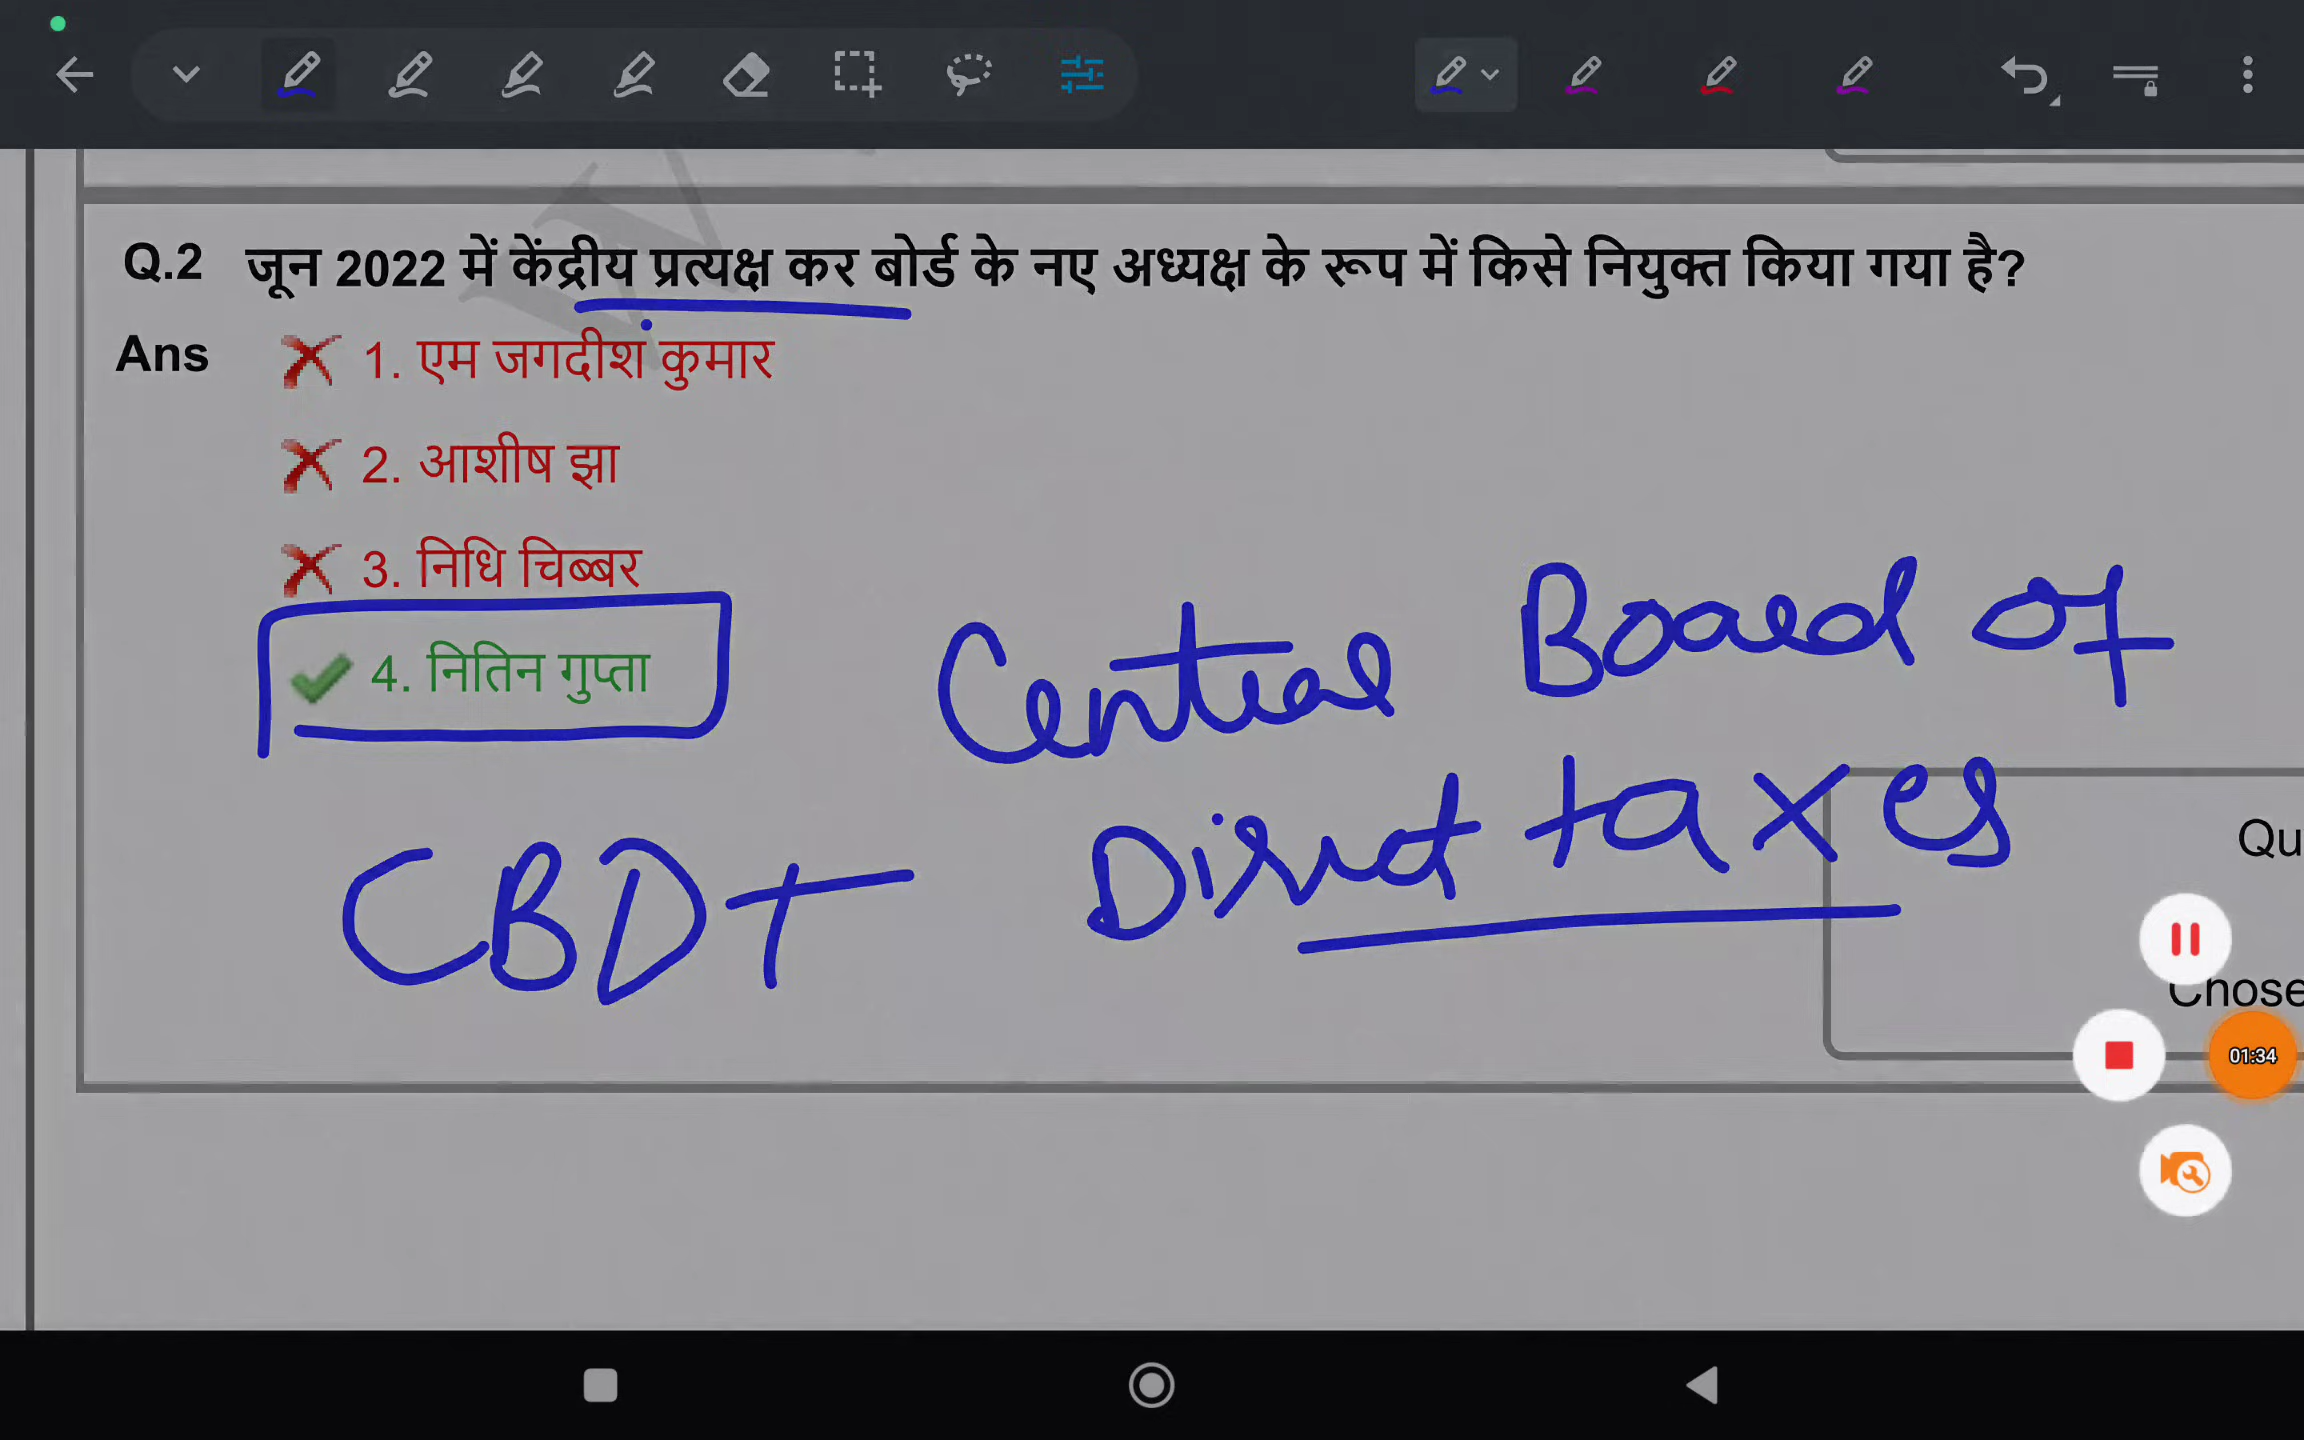 Q.2 जून 2022 में केंद्रीय प्रत्यक्ष कर बोर्ड के नए अध्यक्ष के रूप में किसे नियुक्त किया गया है?
Ans 1. एम जगदीश कुमार
2. आशीष झा
3. निधि चिब्बर
4. नितिन गुप्ता
Central Board of
Direct taxes
CBDT
Qu
Chose
01:34